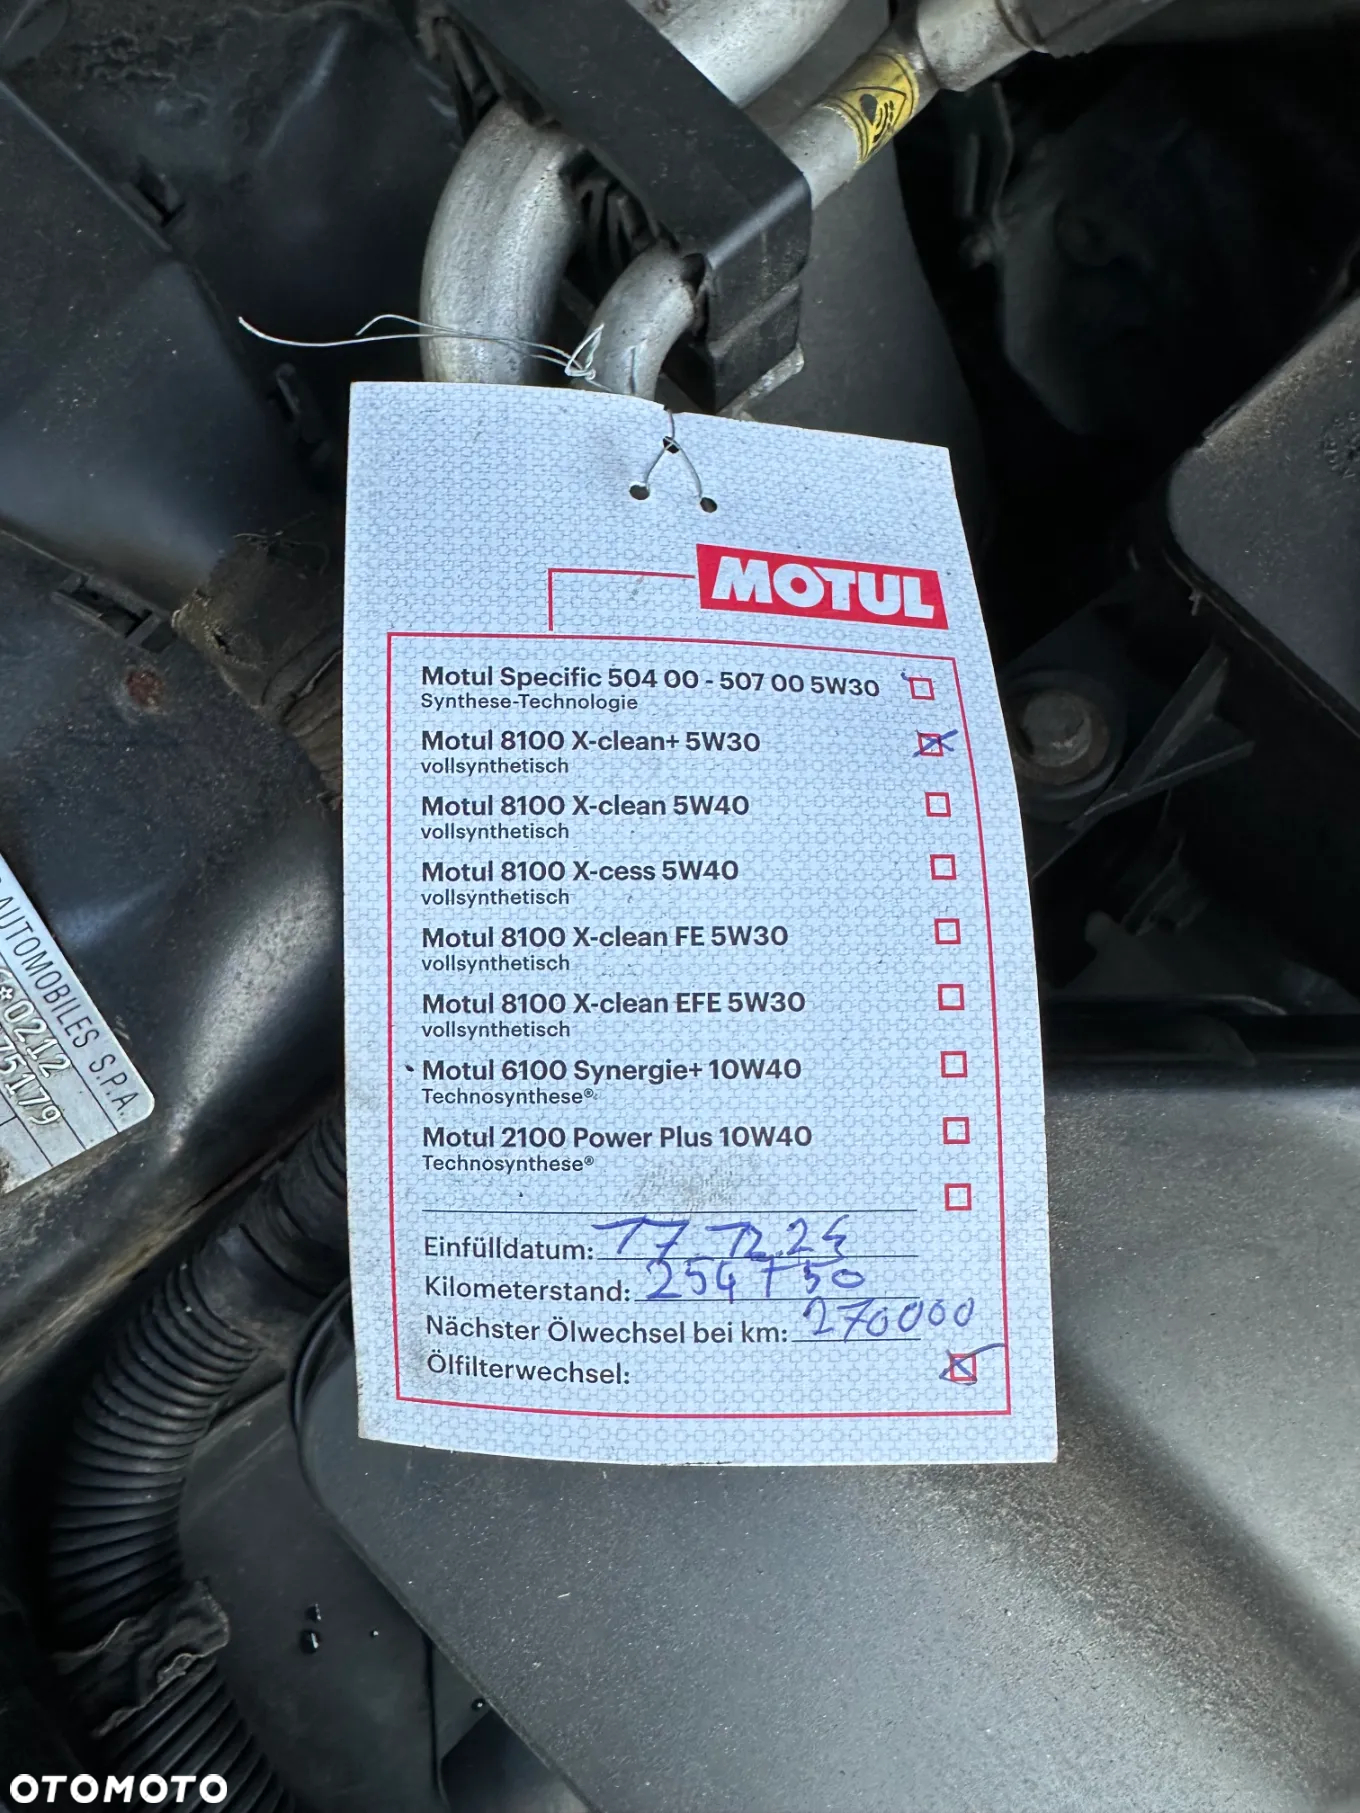 MOTUL
Motul Specific 504 00 - 507 00 5W30
Synthese-Technologie
Motul 8100 X-clean+ 5W30
vollsynthetisch
Motul 8100 X-clean 5W40
vollsynthetisch
Motul 8100 X-cess 5W40
vollsynthetisch
Motul 8100 X-clean FE 5W30
vollsynthetisch
Motul 8100 X-clean EFE 5W30
vollsynthetisch
Motul 6100 Synergie+ 10W40
Technosynthese®
Motul 2100 Power Plus 10W40
Technosynthese®
Einfülldatum: 17.12.24
Kilometerstand: 254150
Nächster Ölwechsel bei km: 270000
Ölfilterwechsel:
AUTOMOBILES S.P.A.
*0212
75179
OTOMOTO